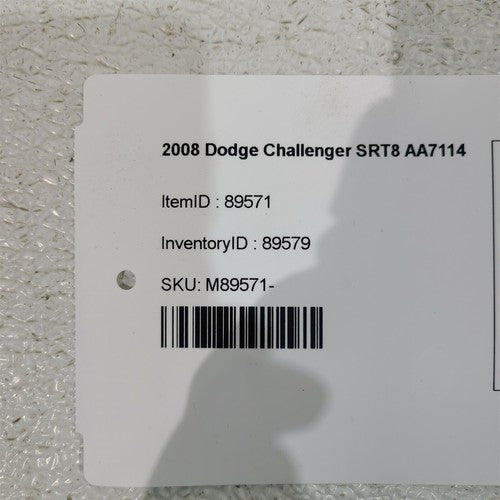 2008 Dodge Challenger SRT8 AA7114
ItemID : 89571
InventoryID : 89579
SKU: M89571-